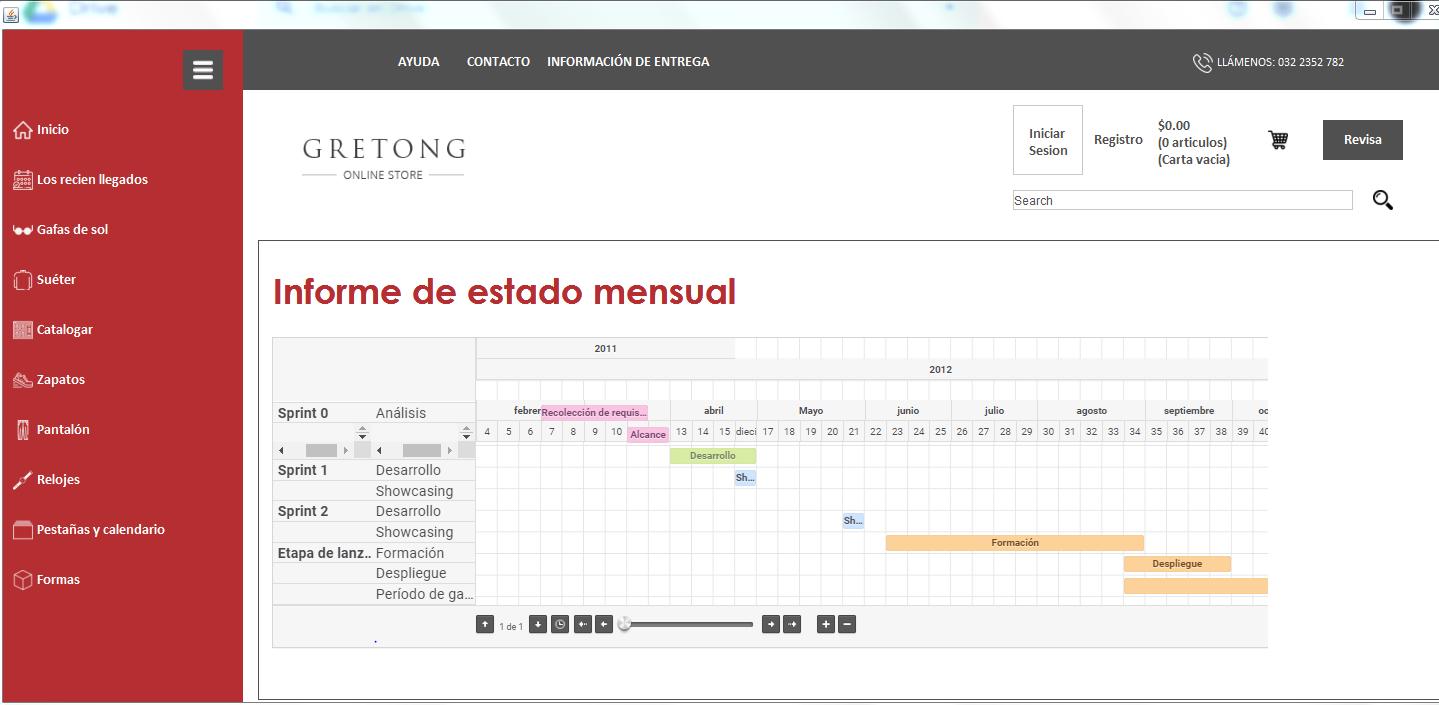 Drive
Buscar en Drive
AYUDA CONTACTO INFORMACIÓN DE ENTREGA LLÁMENOS: 032 2352 782
Inicio
Los recien llegados
Gafas de sol
Suéter
Catalogar
Zapatos
Pantalón
Relojes
Pestañas y calendario
Formas
GRETONG
ONLINE STORE
Iniciar
Sesion
Registro
$0.00
(0 articulos)
(Carta vacia)
Revisa
Search
Informe de estado mensual
2011
2012
Sprint 0 Análisis
febrer Recolección de requis... abril Mayo junio julio agosto septiembre oc
4 5 6 7 8 9 10 Alcance 13 14 15 dieci 17 18 19 20 21 22 23 24 25 26 27 28 29 30 31 32 33 34 35 36 37 38 39 40
Desarrollo
Sprint 1 Desarrollo Sh...
Showcasing
Sprint 2 Desarrollo Sh...
Showcasing
Etapa de lanz.. Formación Formación
Despliegue Despliegue
Período de ga...
1 de 1